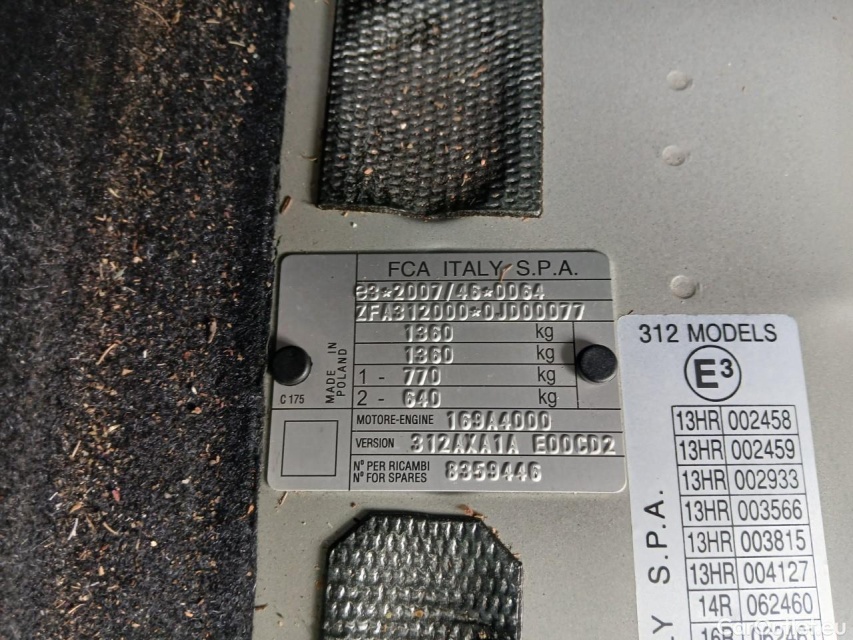 FCA ITALY S.P.A.
e3*2007/46*0064
ZFA312000*0JD00077
1360 kg
1360 kg
1 - 770 kg
2 - 640 kg
C 175
MADE IN
POLAND
MOTORE-ENGINE 169A4000
VERSION 312AXA1A E00CD2
N° PER RICAMBI
N° FOR SPARES 8359446
312 MODELS
E3
13HR 002458
13HR 002459
13HR 002933
13HR 003566
13HR 003815
13HR 004127
14R 062460
Y S.P.A.